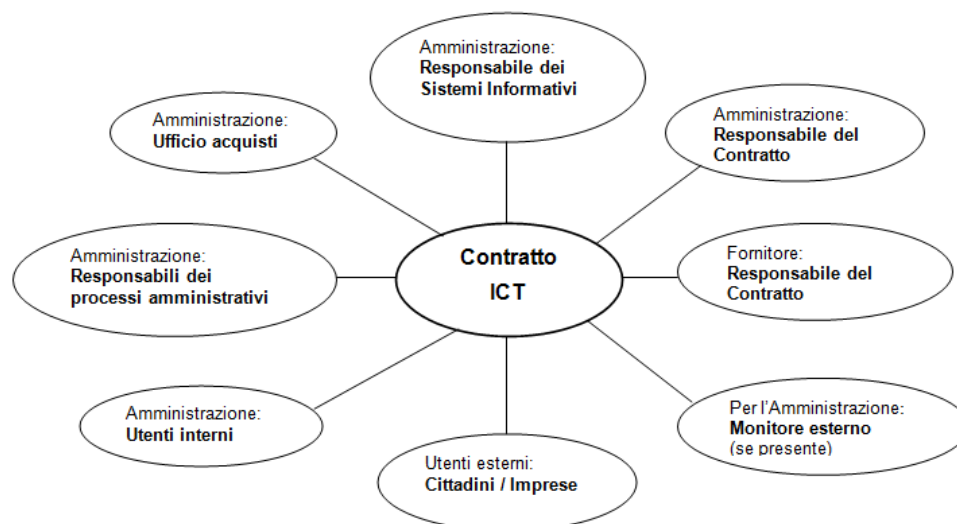 Amministrazione:
Responsabile dei
Sistemi Informativi
Amministrazione:
Ufficio acquisti
Amministrazione:
Responsabile del
Contratto
Contratto
ICT
Amministrazione:
Responsabili dei
processi amministrativi
Fornitore:
Responsabile del
Contratto
Amministrazione:
Utenti interni
Per l'Amministrazione:
Monitore esterno
(se presente)
Utenti esterni:
Cittadini / Imprese